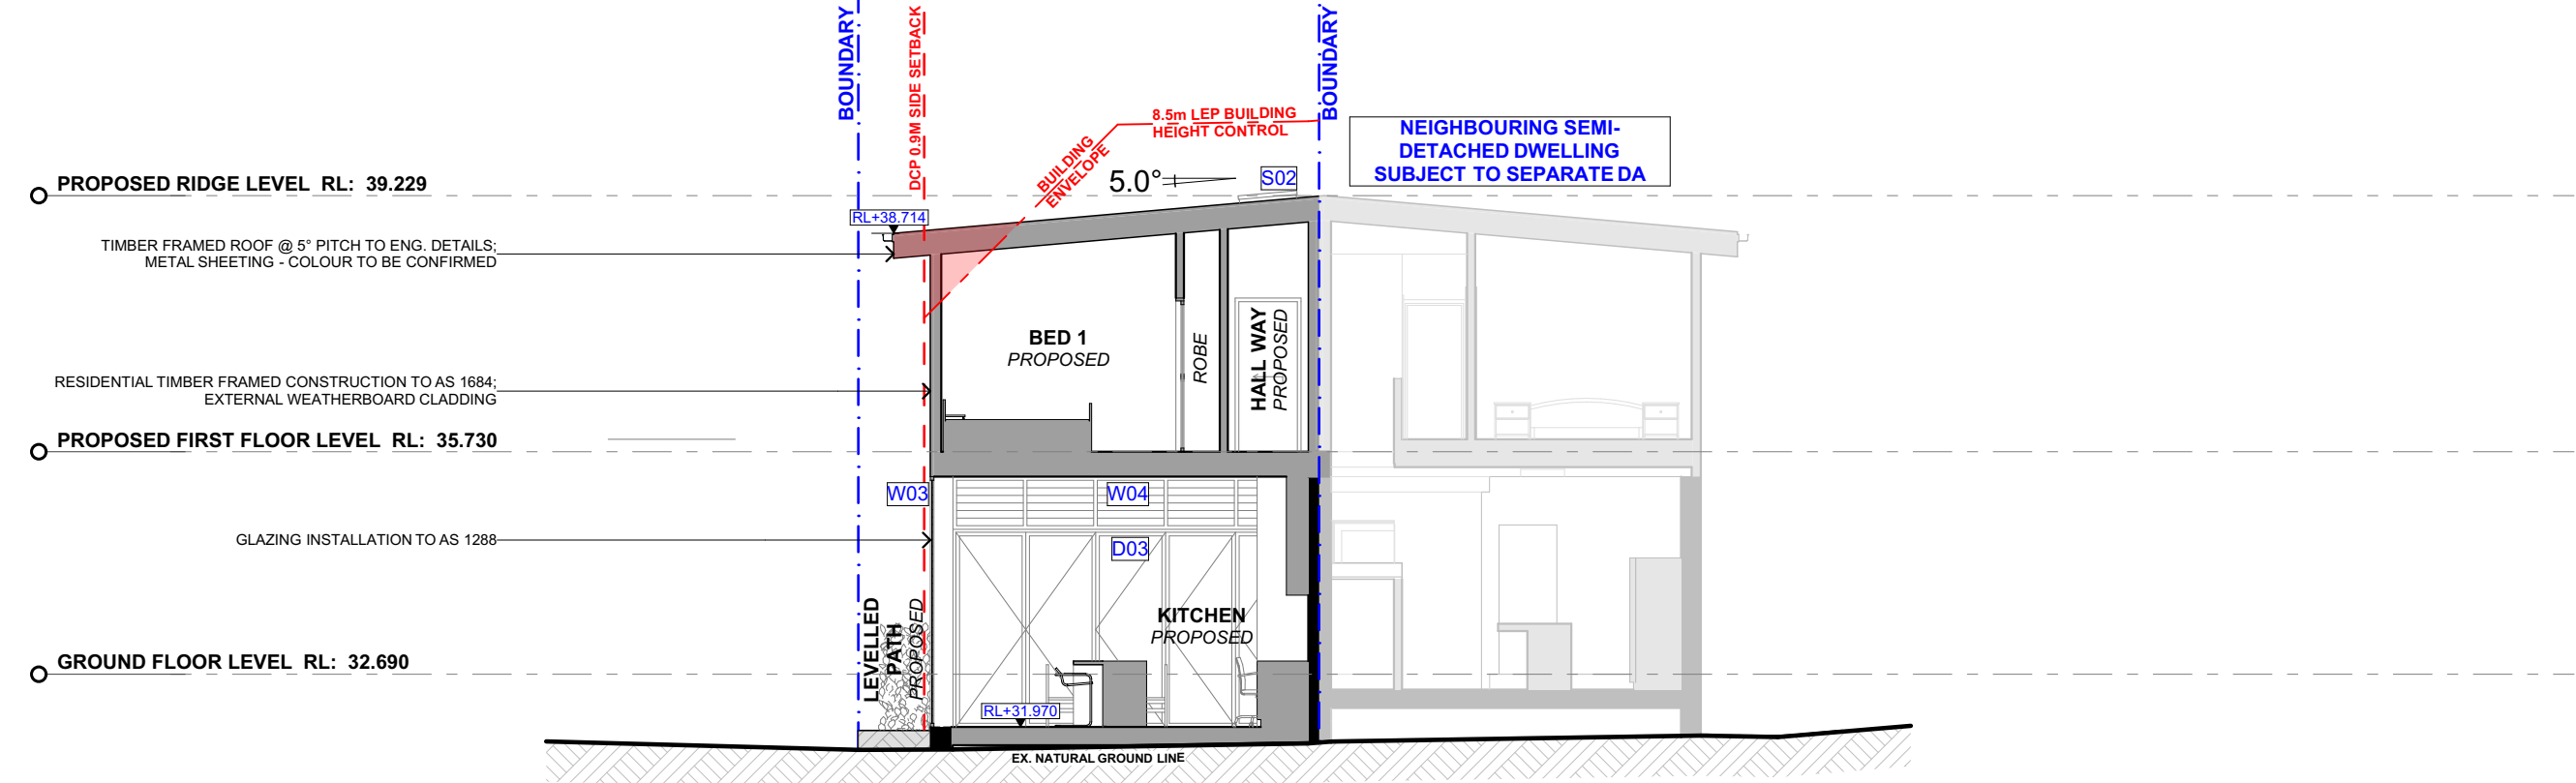 BOUNDARY
DCP 0.9M SIDE SETBACK
BOUNDARY
8.5m LEP BUILDING
HEIGHT CONTROL
BUILDING
ENVELOPE
NEIGHBOURING SEMI-
DETACHED DWELLING
SUBJECT TO SEPARATE DA
PROPOSED RIDGE LEVEL RL: 39.229
5.0°
S02
RL+38.714
TIMBER FRAMED ROOF @ 5° PITCH TO ENG. DETAILS;
METAL SHEETING - COLOUR TO BE CONFIRMED
BED 1
PROPOSED
ROBE
HALL WAY
PROPOSED
RESIDENTIAL TIMBER FRAMED CONSTRUCTION TO AS 1684;
EXTERNAL WEATHERBOARD CLADDING
PROPOSED FIRST FLOOR LEVEL RL: 35.730
W03
W04
GLAZING INSTALLATION TO AS 1288
D03
LEVELLED
PATH
PROPOSED
KITCHEN
PROPOSED
GROUND FLOOR LEVEL RL: 32.690
RL+31.970
EX. NATURAL GROUND LINE